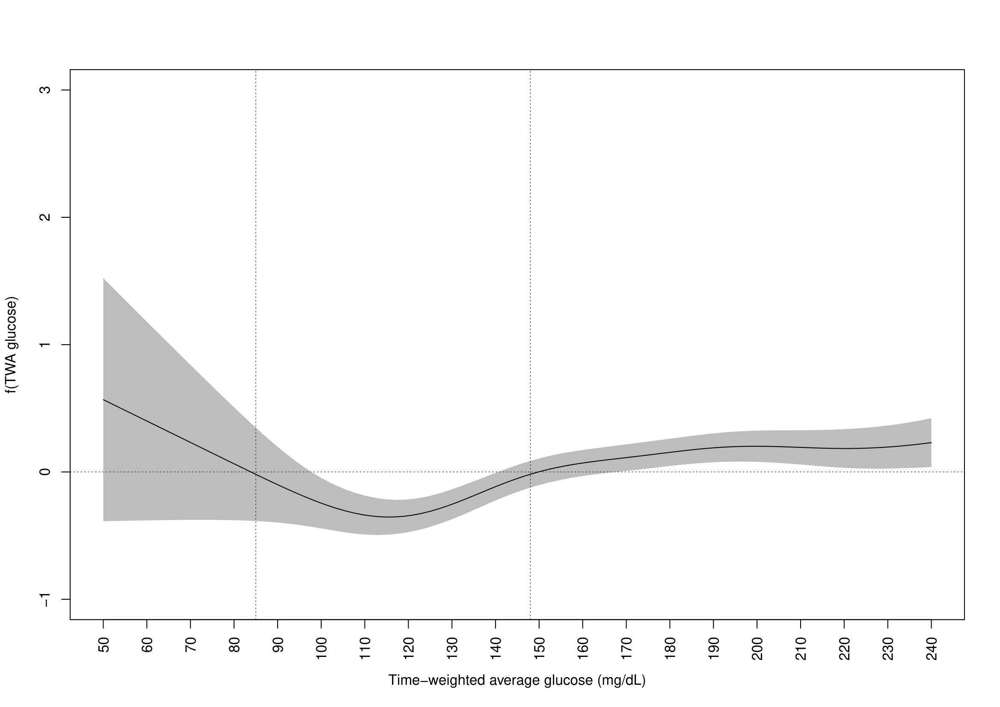 3
2
1
0
−1
f(TWA glucose)
50 60 70 80 90 100 110 120 130 140 150 160 170 180 190 200 210 220 230 240
Time−weighted average glucose (mg/dL)